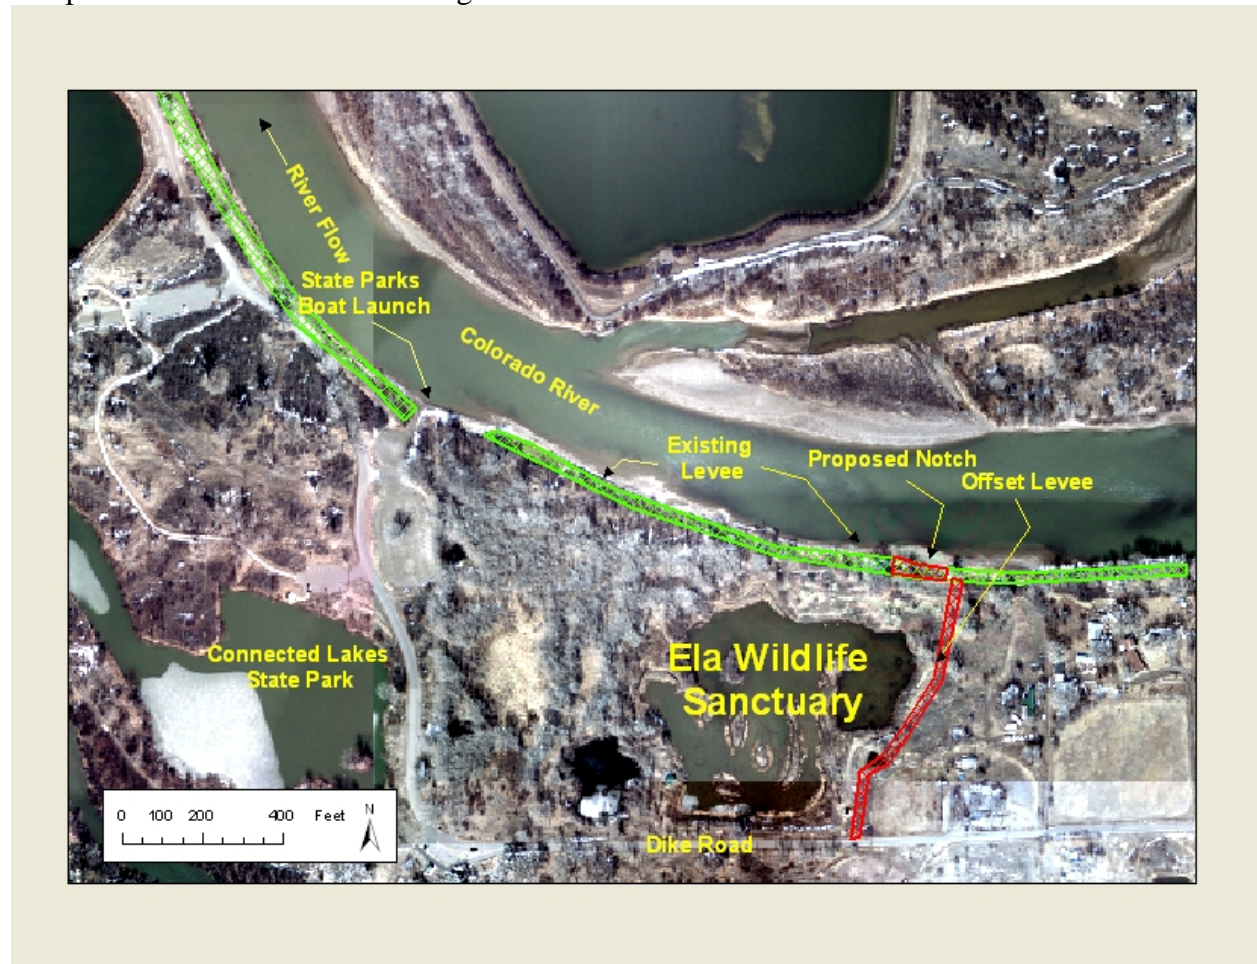 River Flow
State Parks
Boat Launch
Colorado River
Existing
Levee
Proposed Notch
Offset Levee
Ela Wildlife
Sanctuary
Connected Lakes
State Park
0 100 200 400 Feet N
Dike Road